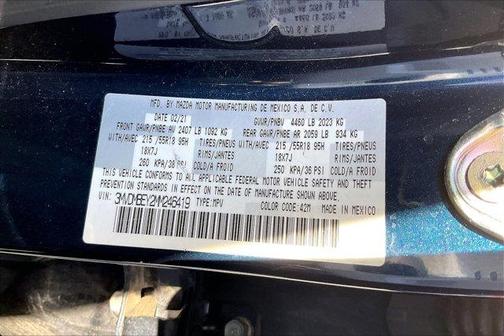 MFD. BY MAZDA MOTOR MANUFACTURING DE MEXICO S.A. DE C.V.
DATE 02/21 GVWR/PNBV 4460 LB 2023 KG
FRONT GAWR/PNBE AV 2407 LB 1092 KG REAR GAWR/PNBE AR 2059 LB 934 KG
WITH/AVEC 215 /55R18 95H TIRES/PNEUS WITH/AVEC 215 /55R18 95H TIRES/PNEUS
18X7J RIMS/JANTES 18X7J RIMS/JANTES
260 KPA/38 PSI COLD/A FROID 250 KPA/36 PSI COLD/A FROID
THIS VEHICLE CONFORMS TO ALL APPLICABLE FEDERAL MOTOR VEHICLE SAFETY AND THEFT
PREVENTION STANDARDS IN EFFECT ON THE DATE OF MANUFACTURE SHOWN ABOVE.
VIN: 3MVDMBEY2MM245419 TYPE:MPV COLOR CODE:42M MADE IN MEXICO